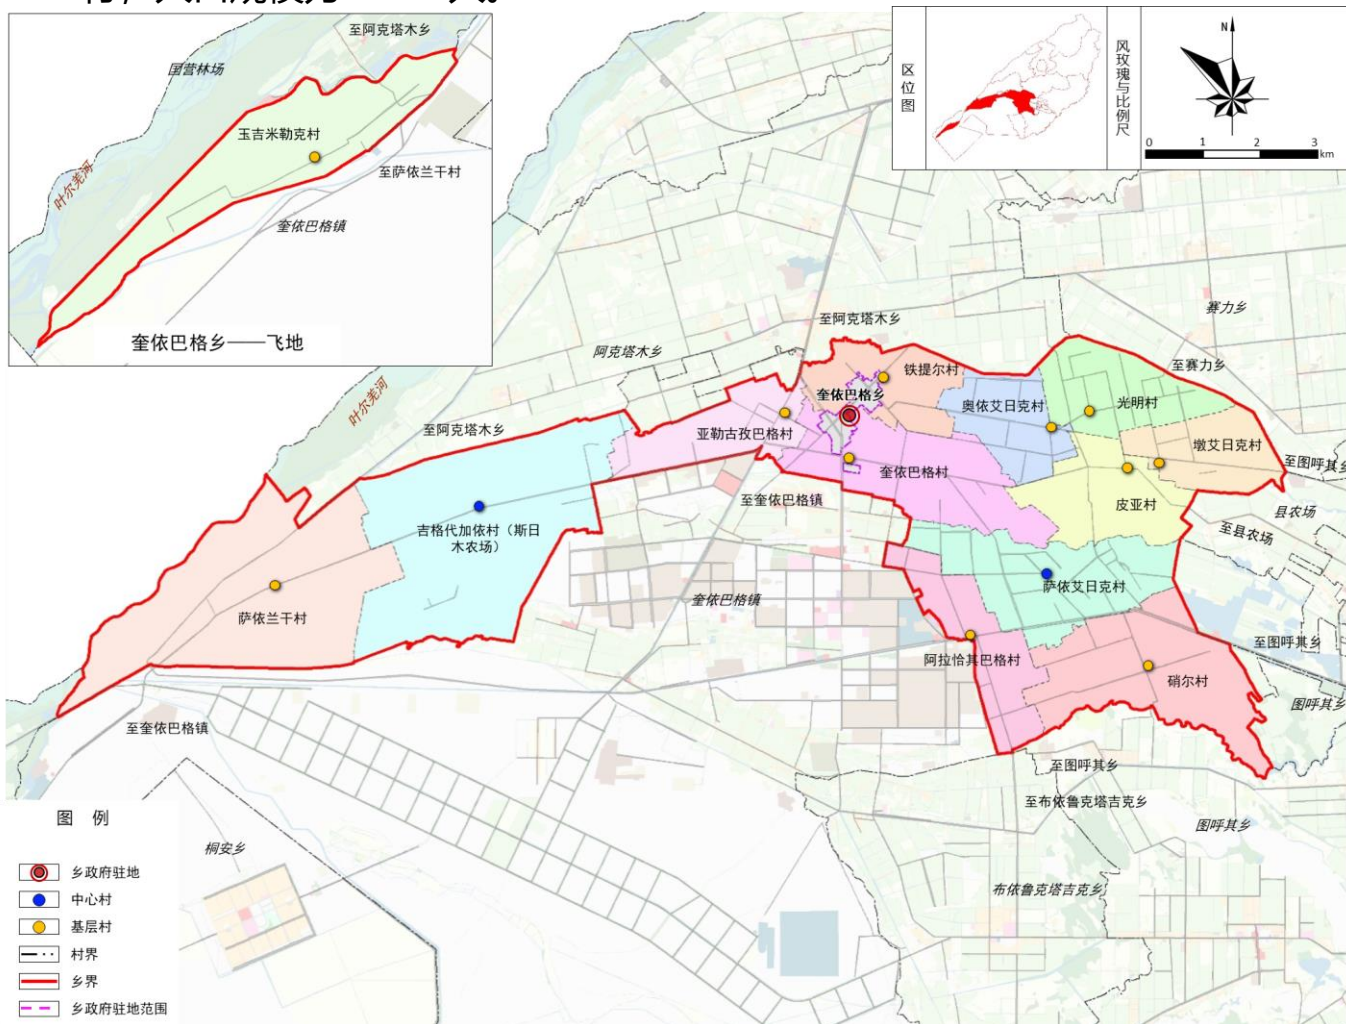 至阿克塔木乡
国营林场
玉吉米勒克村
叶尔羌河
至萨依兰干村
奎依巴格镇
奎依巴格乡——飞地
区位图
风玫瑰与比例尺
N
0 1 2 3
km
赛力乡
至阿克塔木乡
阿克塔木乡
至赛力乡
铁提尔村
奎依巴格乡
奥依艾日克村
光明村
叶尔羌河
至阿克塔木乡
亚勒古孜巴格村
墩艾日克村
至图呼其乡
奎依巴格村
皮亚村
至奎依巴格镇
县农场
至县农场
吉格代加依村（斯日
木农场）
萨依艾日克村
奎依巴格镇
萨依兰干村
至图呼其乡
阿拉恰其巴格村
硝尔村
图呼其乡
至奎依巴格镇
至图呼其乡
至布依鲁克塔吉克乡
图呼其乡
桐安乡
布依鲁克塔吉克乡
图 例
乡政府驻地
中心村
基层村
村界
乡界
乡政府驻地范围